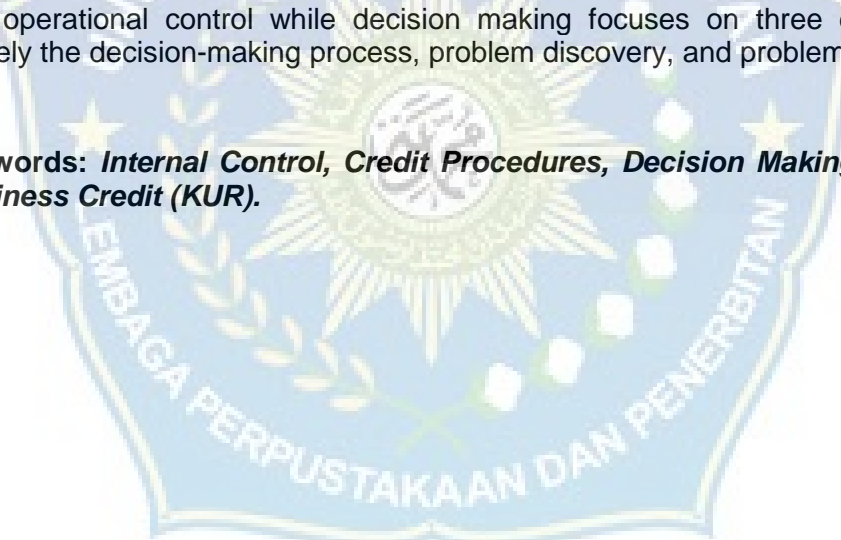 operational control while decision making focuses on three
ely the decision-making process, problem discovery, and problem
words: Internal Control, Credit Procedures, Decision Making
iness Credit (KUR).
LEMBAGA PERPUSTAKAAN DAN PENERBITAN